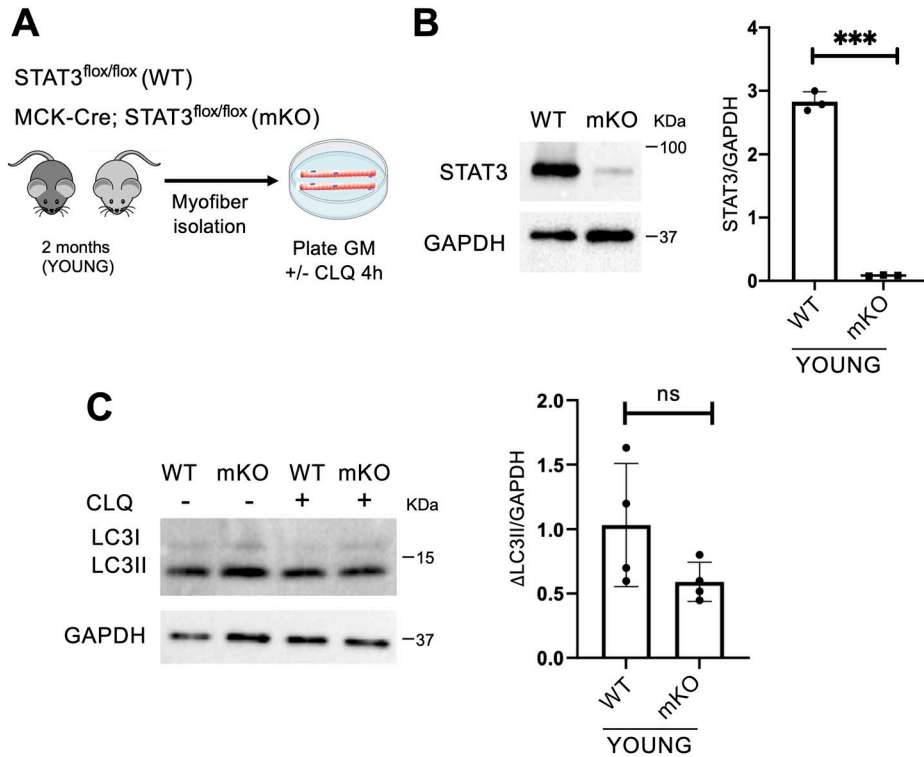 A
STAT3flox/flox (WT)
MCK-Cre; STAT3flox/flox (mKO)
2 months
(YOUNG)
Myofiber
isolation
Plate GM
+/- CLQ 4h
B
WT mKO KDa
STAT3
GAPDH
–100
–37
STAT3/GAPDH
4
3
2
1
0
***
WT
mKO
YOUNG
C
WT mKO WT mKO
CLQ - - + + KDa
LC3I
LC3II
GAPDH
–15
–37
ΔLC3II/GAPDH
2.0
1.5
1.0
0.5
0.0
ns
WT
mKO
YOUNG